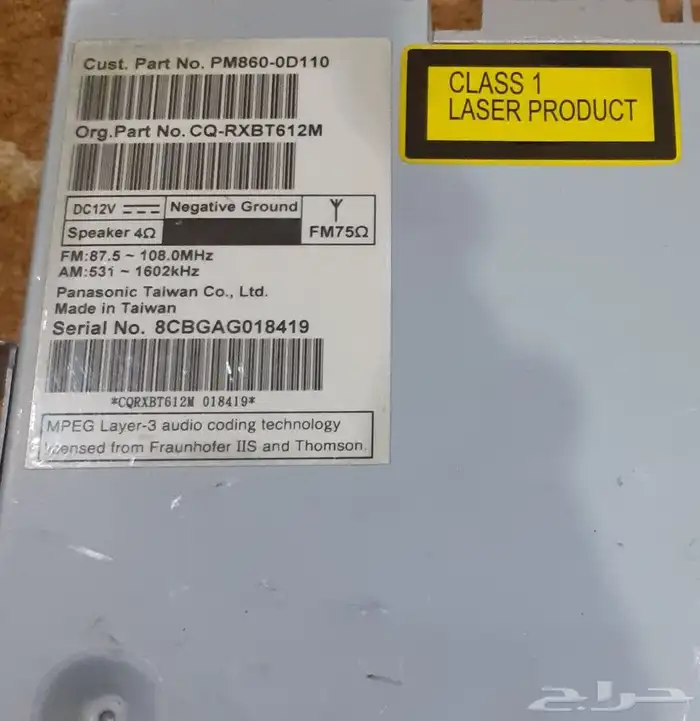 Cust. Part No. PM860-0D110
Org.Part No. CQ-RXBT612M
DC12V
Negative Ground
Speaker 4Ω
FM75Ω
FM:87.5 ~ 108.0MHz
AM:531 ~ 1602kHz
Panasonic Taiwan Co., Ltd.
Made in Taiwan
Serial No. 8CBGAG018419
*CQRXBT612M 018419*
MPEG Layer-3 audio coding technology
licensed from Fraunhofer IIS and Thomson.
CLASS 1
LASER PRODUCT
حراج